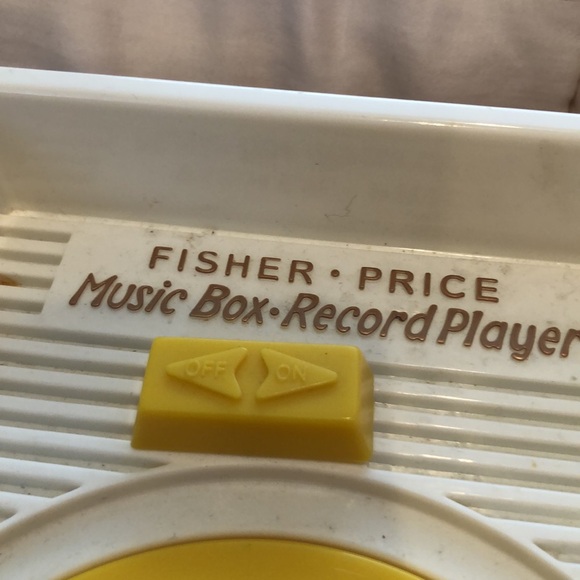 FISHER · PRICE
Music Box · Record Player
OFF ON